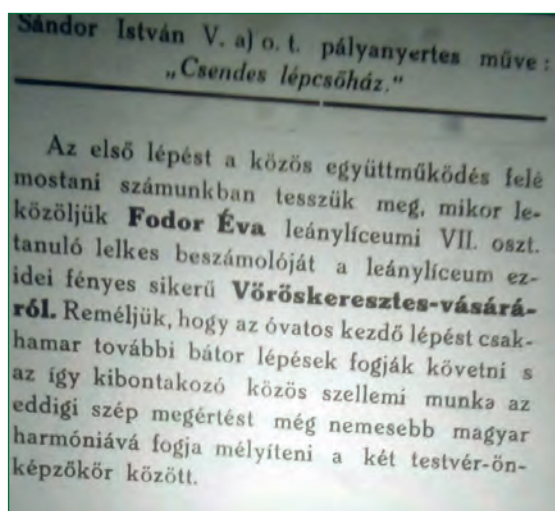 Sándor István V. a) o. t. pályanyertes műve:
„Csendes lépcsőház."
Az első lépést a közös együttműködés felé
mostani számunkban tesszük meg, mikor le-
közöljük Fodor Éva leánylíceumi VII. oszt.
tanuló lelkes beszámolóját a leánylíceum ez-
idei fényes sikerű Vöröskeresztes-vásárá-
ról. Reméljük, hogy az óvatos kezdő lépést csak-
hamar további bátor lépések fogják követni s
az így kibontakozó közös szellemi munka az
eddigi szép megértést még nemesebb magyar
harmóniává fogja mélyíteni a két testvér-ön-
képzőkör között.